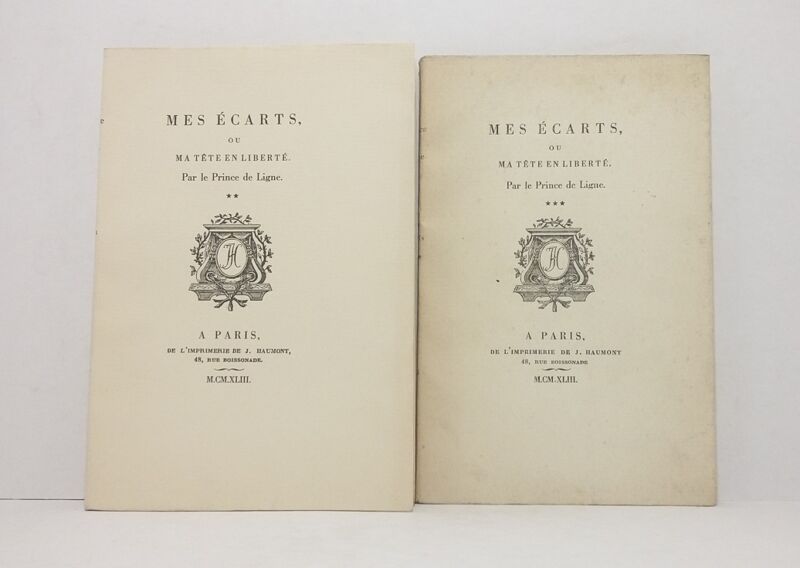 MES ÉCARTS,
OU
MA TÊTE EN LIBERTÉ.
Par le Prince de Ligne.
★★
JH
A PARIS,
DE L'IMPRIMERIE DE J. HAUMONT,
48, RUE BOISSONADE.
M.CM.XLIII.
MES ÉCARTS,
OU
MA TÊTE EN LIBERTÉ.
Par le Prince de Ligne.
★★★
JH
A PARIS,
DE L'IMPRIMERIE DE J. HAUMONT
48, RUE BOISSONADE
M.CM.XLIII.